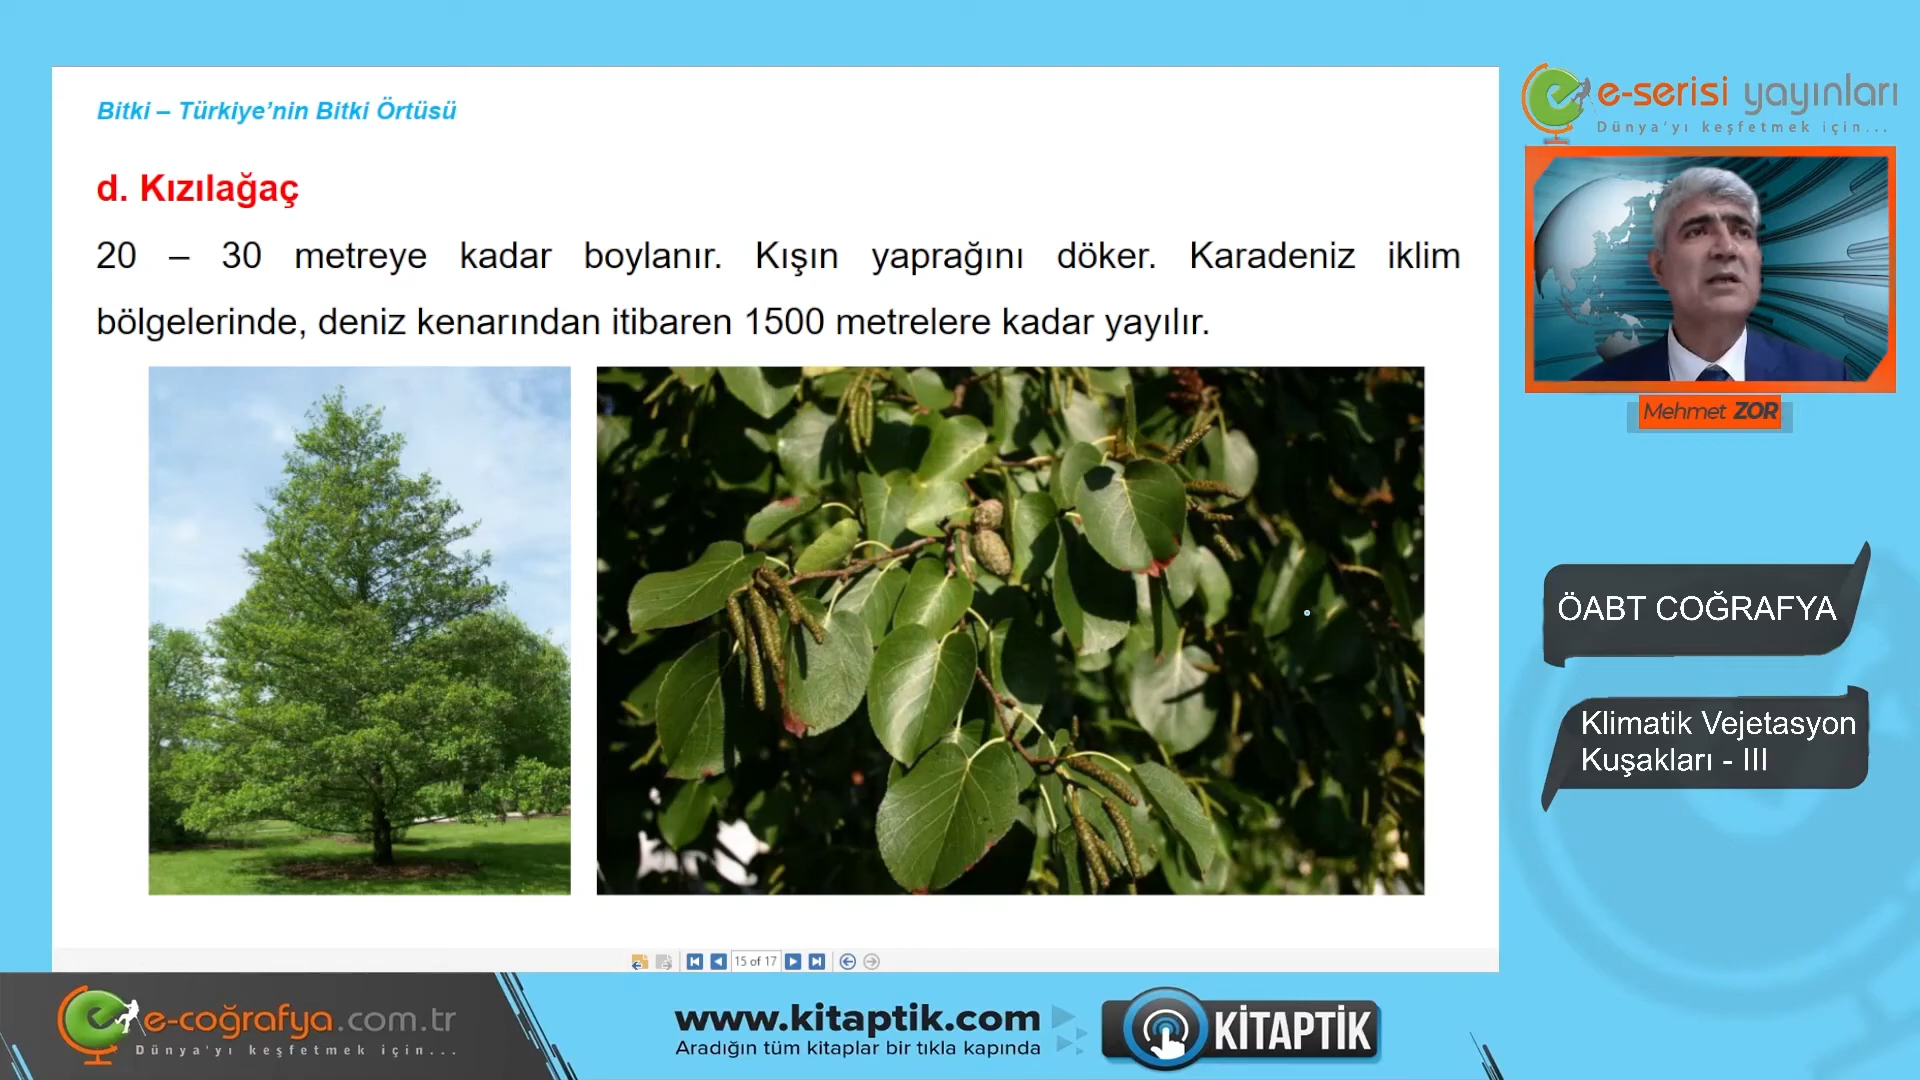 Bitki – Türkiye’nin Bitki Örtüsü
d. Kızılağaç
20 – 30 metreye kadar boylanır. Kışın yaprağını döker. Karadeniz iklim
bölgelerinde, deniz kenarından itibaren 1500 metrelere kadar yayılır.
15 of 17
e-serisi yayınları
Dünya'yı keşfetmek için...
Mehmet ZOR
ÖABT COĞRAFYA
Klimatik Vejetasyon
Kuşakları - III
e-coğrafya.com.tr
Dünya'yı keşfetmek için...
www.kitaptik.com
Aradığın tüm kitaplar bir tıkla kapında
KİTAPTİK